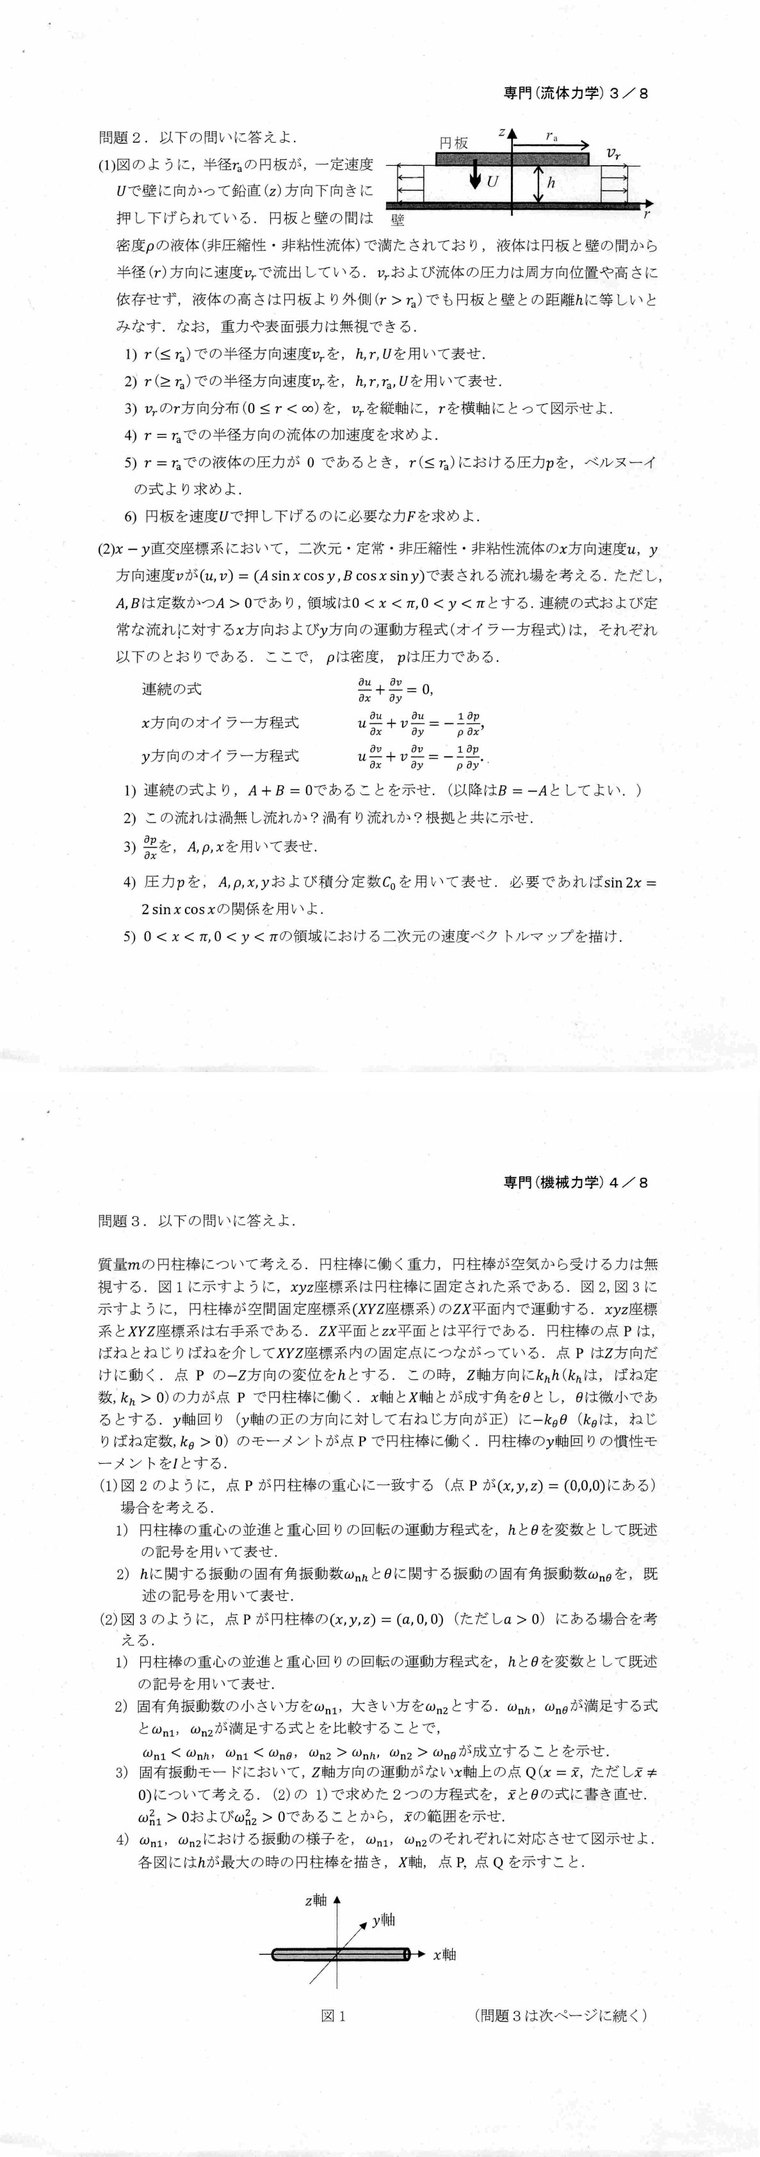 専門(流体力学) 3／8
問題2．以下の問いに答えよ．
(1)図のように，半径r_aの円板が，一定速度
Uで壁に向かって鉛直(z)方向下向きに
押し下げられている．円板と壁の間は
円板
z
r_a
v_r
U
h
壁
r
密度ρの液体(非圧縮性・非粘性流体)で満たされており，液体は円板と壁の間から
半径(r)方向に速度v_rで流出している．v_rおよび流体の圧力は周方向位置や高さに
依存せず，液体の高さは円板より外側(r > r_a)でも円板と壁との距離hに等しいと
みなす．なお，重力や表面張力は無視できる．
1) r(≤ r_a)での半径方向速度v_rを，h, r, Uを用いて表せ．
2) r(≥ r_a)での半径方向速度v_rを，h, r, r_a, Uを用いて表せ．
3) v_rのr方向分布(0 ≤ r < ∞)を，v_rを縦軸に，rを横軸にとって図示せよ．
4) r = r_aでの半径方向の流体の加速度を求めよ．
5) r = r_aでの液体の圧力が 0 であるとき，r(≤ r_a)における圧力pを，ベルヌーイ
の式より求めよ．
6) 円板を速度Uで押し下げるのに必要な力Fを求めよ．
(2)x − y直交座標系において，二次元・定常・非圧縮性・非粘性流体のx方向速度u，y
方向速度vが(u, v) = (A sin x cos y , B cos x sin y)で表される流れ場を考える．ただし，
A, Bは定数かつA > 0であり，領域は0 < x < π, 0 < y < πとする．連続の式および定
常な流れに対するx方向およびy方向の運動方程式(オイラー方程式)は，それぞれ
以下のとおりである．ここで，ρは密度，pは圧力である．
連続の式 ∂u/∂x + ∂v/∂y = 0,
x方向のオイラー方程式 u ∂u/∂x + v ∂u/∂y = − 1/ρ ∂p/∂x,
y方向のオイラー方程式 u ∂v/∂x + v ∂v/∂y = − 1/ρ ∂p/∂y.
1) 連続の式より，A + B = 0であることを示せ．(以降はB = −Aとしてよい．)
2) この流れは渦無し流れか？渦有り流れか？根拠と共に示せ．
3) ∂p/∂xを，A, ρ, xを用いて表せ．
4) 圧力pを，A, ρ, x, yおよび積分定数C_0を用いて表せ．必要であればsin 2x =
2 sin x cos xの関係を用いよ．
5) 0 < x < π, 0 < y < πの領域における二次元の速度ベクトルマップを描け．
専門(機械力学) 4／8
問題3．以下の問いに答えよ．
質量mの円柱棒について考える．円柱棒に働く重力，円柱棒が空気から受ける力は無
視する．図1に示すように，xyz座標系は円柱棒に固定された系である．図2, 図3に
示すように，円柱棒が空間固定座標系(XYZ座標系)のZX平面内で運動する．xyz座標
系とXYZ座標系は右手系である．ZX平面とzx平面とは平行である．円柱棒の点Pは，
ばねとねじりばねを介してXYZ座標系内の固定点につながっている．点PはZ方向だ
けに動く．点Pの−Z方向の変位をhとする．この時，Z軸方向にk_h h(k_hは，ばね定
数, k_h > 0)の力が点Pで円柱棒に働く．x軸とX軸とが成す角をθとし，θは微小であ
るとする．y軸回り（y軸の正の方向に対して右ねじ方向が正）に−k_θ θ（k_θは，ねじ
りばね定数, k_θ > 0）のモーメントが点Pで円柱棒に働く．円柱棒のy軸回りの慣性モ
ーメントをIとする．
(1)図2のように，点Pが円柱棒の重心に一致する（点Pが(x, y, z) = (0,0,0)にある）
場合を考える．
1) 円柱棒の重心の並進と重心回りの回転の運動方程式を，hとθを変数として既述
の記号を用いて表せ．
2) hに関する振動の固有角振動数ω_nhとθに関する振動の固有角振動数ω_nθを，既
述の記号を用いて表せ．
(2)図3のように，点Pが円柱棒の(x, y, z) = (a, 0, 0)（ただしa > 0）にある場合を考
える．
1) 円柱棒の重心の並進と重心回りの回転の運動方程式を，hとθを変数として既述
の記号を用いて表せ．
2) 固有角振動数の小さい方をω_n1，大きい方をω_n2とする．ω_nh，ω_nθが満足する式
とω_n1，ω_n2が満足する式とを比較することで，
ω_n1 < ω_nh，ω_n1 < ω_nθ，ω_n2 > ω_nh，ω_n2 > ω_nθが成立することを示せ．
3) 固有振動モードにおいて，Z軸方向の運動がないx軸上の点Q(x = x̄, ただしx̄ ≠
0)について考える．(2)の 1)で求めた2つの方程式を，x̄とθの式に書き直せ．
ω_n1² > 0およびω_n2² > 0であることから，x̄の範囲を示せ．
4) ω_n1，ω_n2における振動の様子を，ω_n1，ω_n2のそれぞれに対応させて図示せよ．
各図にはhが最大の時の円柱棒を描き，X軸，点P, 点Qを示すこと．
z軸
y軸
x軸
図1
(問題3は次ページに続く)